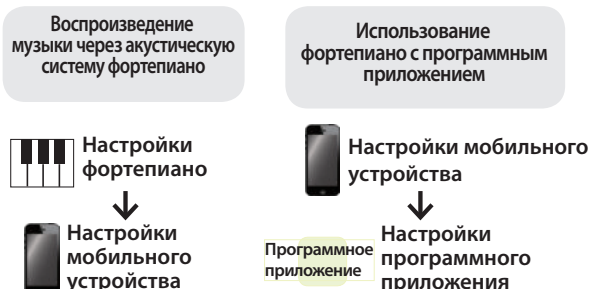 Воспроизведение
музыки через акустическую
систему фортепиано
Настройки
фортепиано
Настройки
мобильного
устройства
Использование
фортепиано с программным
приложением
Настройки мобильного
устройства
Программное
приложение
Настройки
программного
приложения